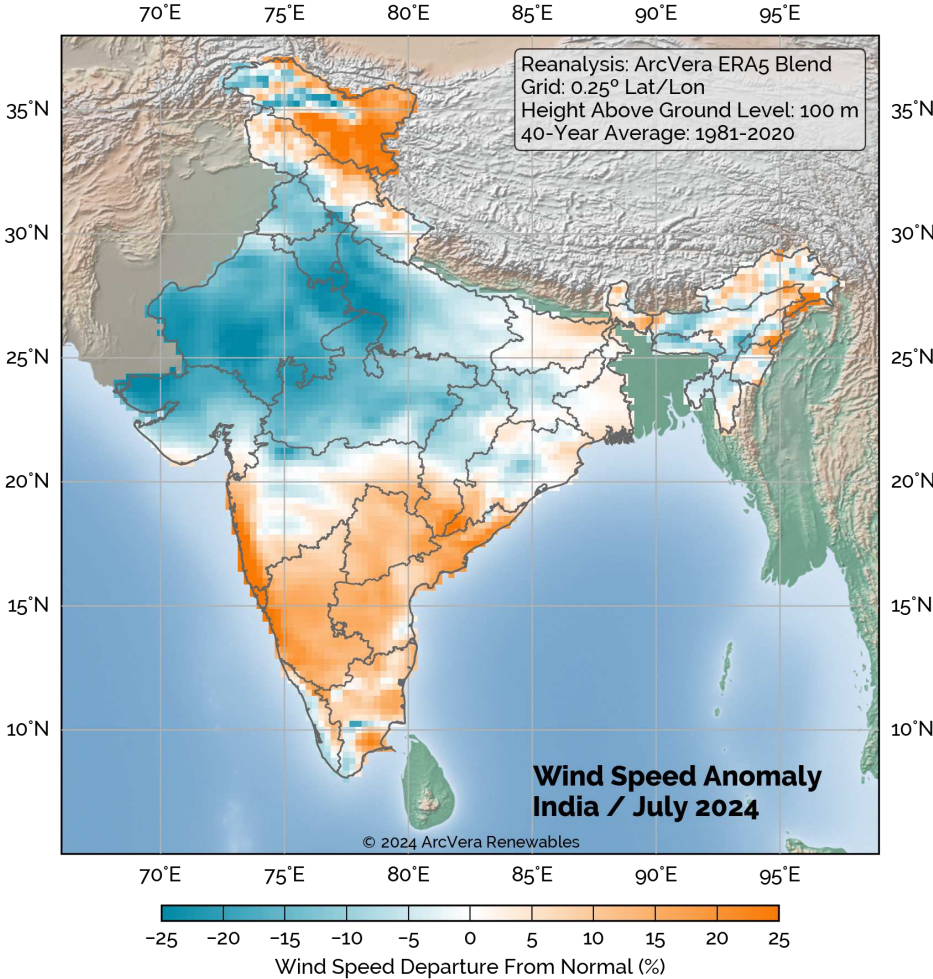 70°E 75°E 80°E 85°E 90°E 95°E
Reanalysis: ArcVera ERA5 Blend
Grid: 0.25° Lat/Lon
Height Above Ground Level: 100 m
40-Year Average: 1981-2020
35°N 35°N
30°N 30°N
25°N 25°N
20°N 20°N
15°N 15°N
10°N 10°N
Wind Speed Anomaly
India / July 2024
© 2024 ArcVera Renewables
70°E 75°E 80°E 85°E 90°E 95°E
−25 −20 −15 −10 −5 0 5 10 15 20 25
Wind Speed Departure From Normal (%)